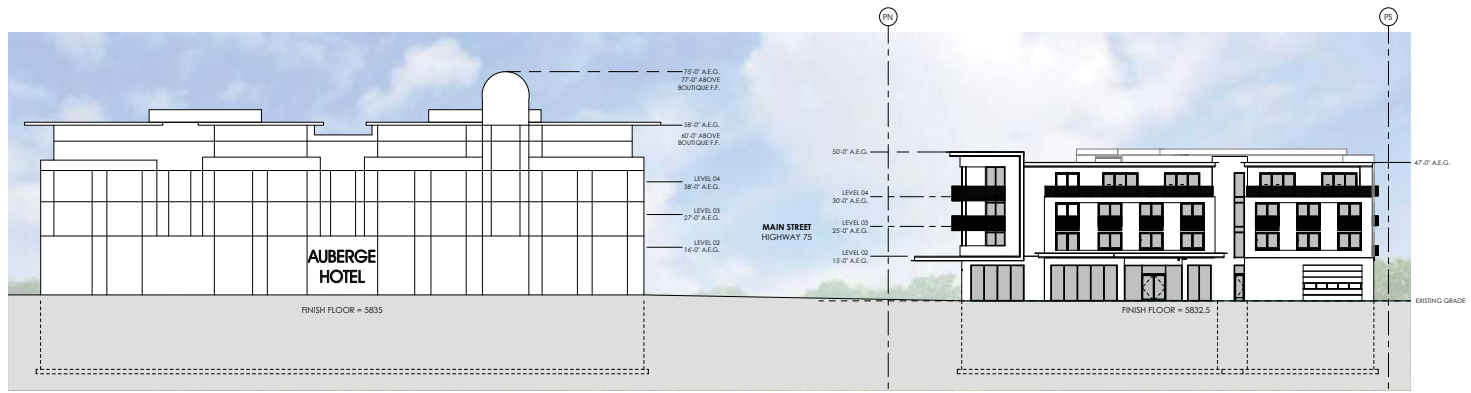 PN
PS
75'-0" A.E.G.
77'-0" ABOVE
BOUTIQUE F.F.
58'-0" A.E.G.
60'-0" ABOVE
BOUTIQUE F.F.
LEVEL 04
38'-0" A.E.G.
LEVEL 03
27'-0" A.E.G.
LEVEL 02
16'-0" A.E.G.
AUBERGE
HOTEL
FINISH FLOOR = 5835
MAIN STREET
HIGHWAY 75
50'-0" A.E.G.
LEVEL 04
30'-0" A.E.G.
LEVEL 03
25'-0" A.E.G.
LEVEL 02
15'-0" A.E.G.
47'-0" A.E.G.
EXISTING GRADE
FINISH FLOOR = 5832.5